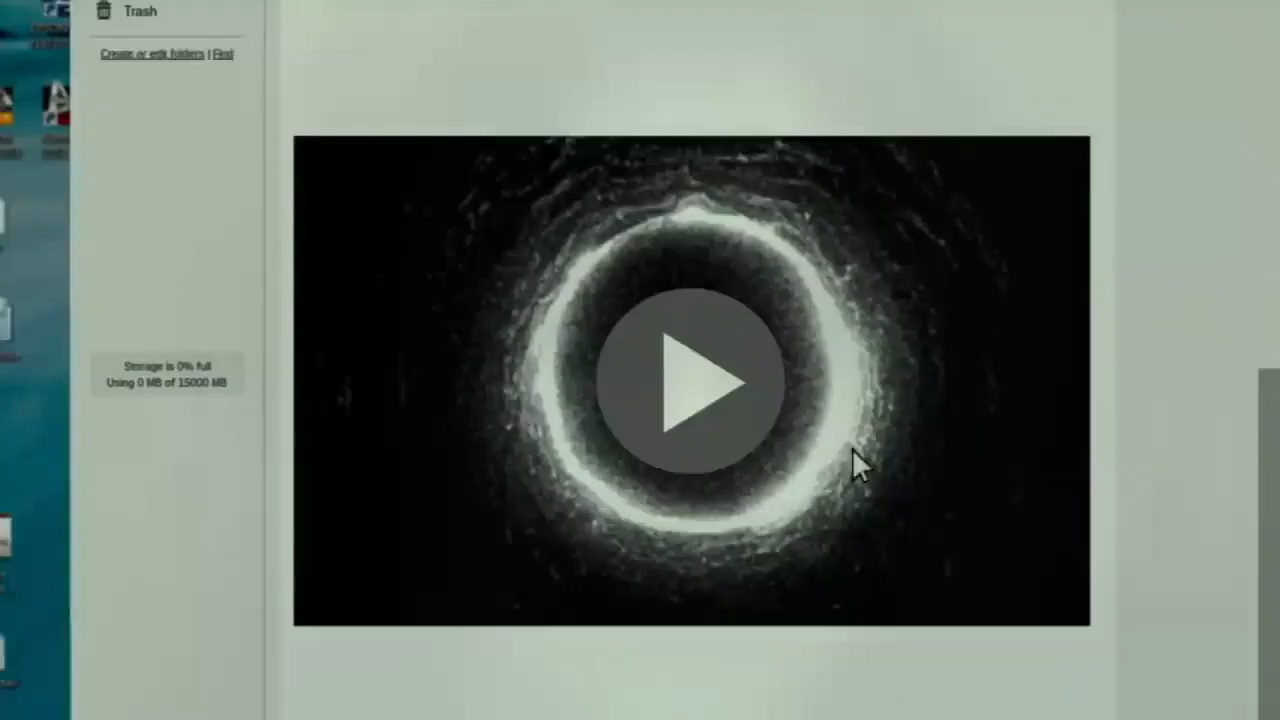 Trash
Create or edit folders | Find
Storage is 0% full
Using 0 MB of 15000 MB